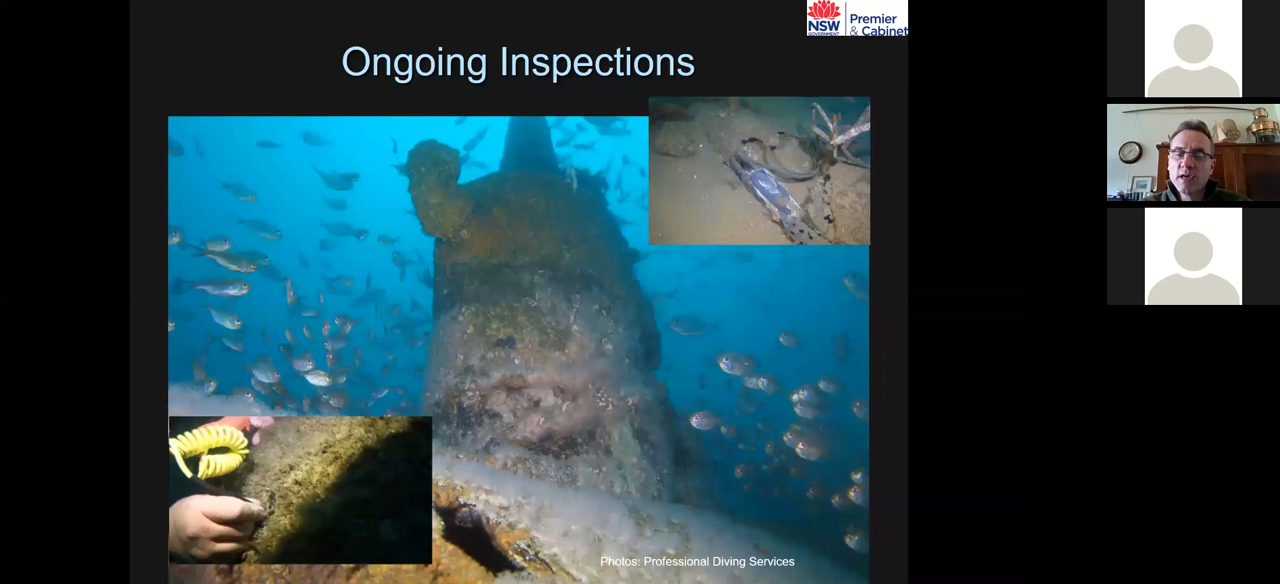 NSW
GOVERNMENT
Premier
& Cabinet
Ongoing Inspections
Photos: Professional Diving Services